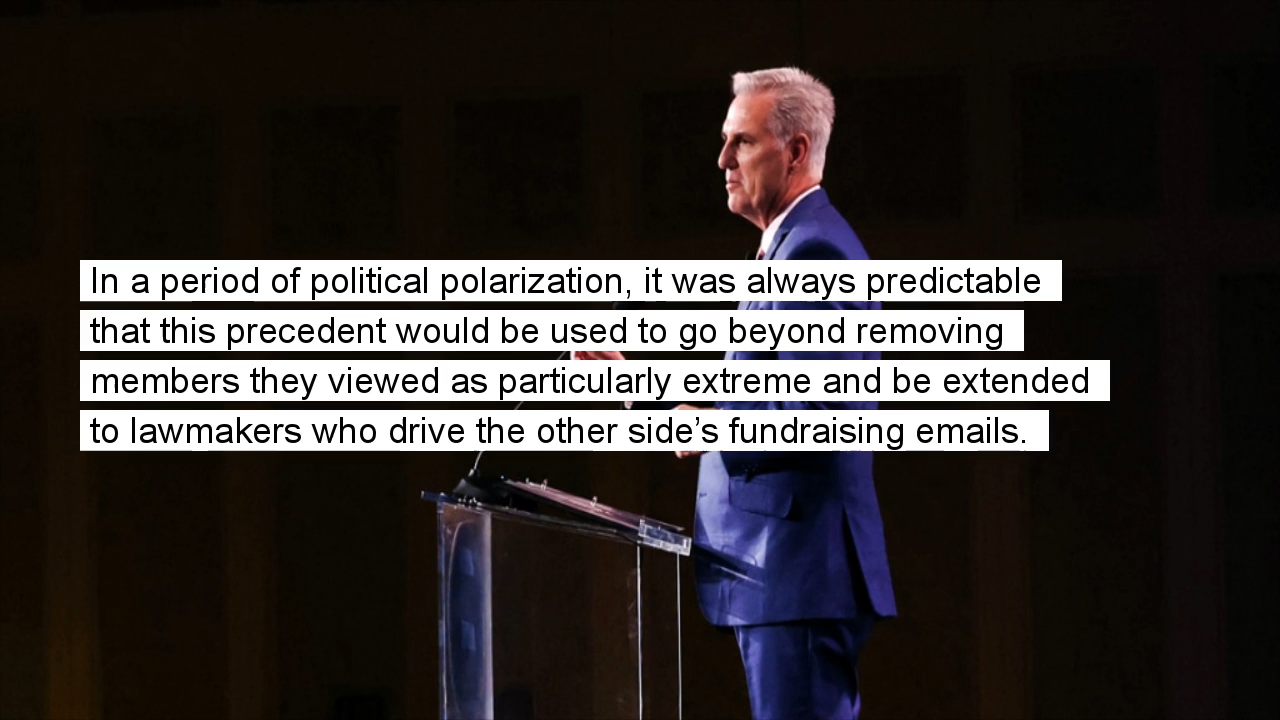 In a period of political polarization, it was always predictable
that this precedent would be used to go beyond removing
members they viewed as particularly extreme and be extended
to lawmakers who drive the other side’s fundraising emails.